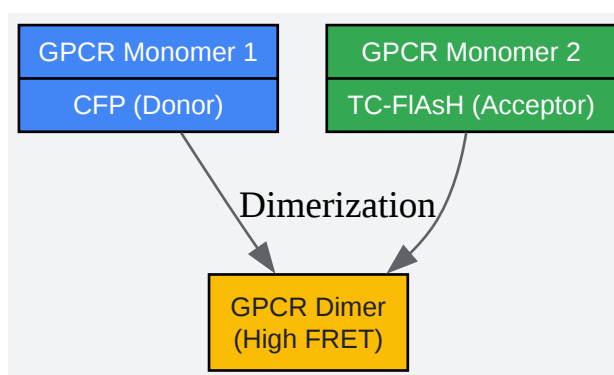 GPCR Monomer 1
CFP (Donor)
GPCR Monomer 2
TC-FlAsH (Acceptor)
Dimerization
GPCR Dimer
(High FRET)